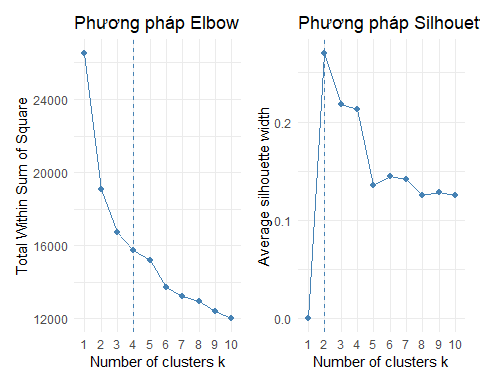 Phương pháp Elbow
Total Within Sum of Square
24000
20000
16000
12000
1 2 3 4 5 6 7 8 9 10
Number of clusters k
Phương pháp Silhouet
Average silhouette width
0.2
0.1
0.0
1 2 3 4 5 6 7 8 9 10
Number of clusters k